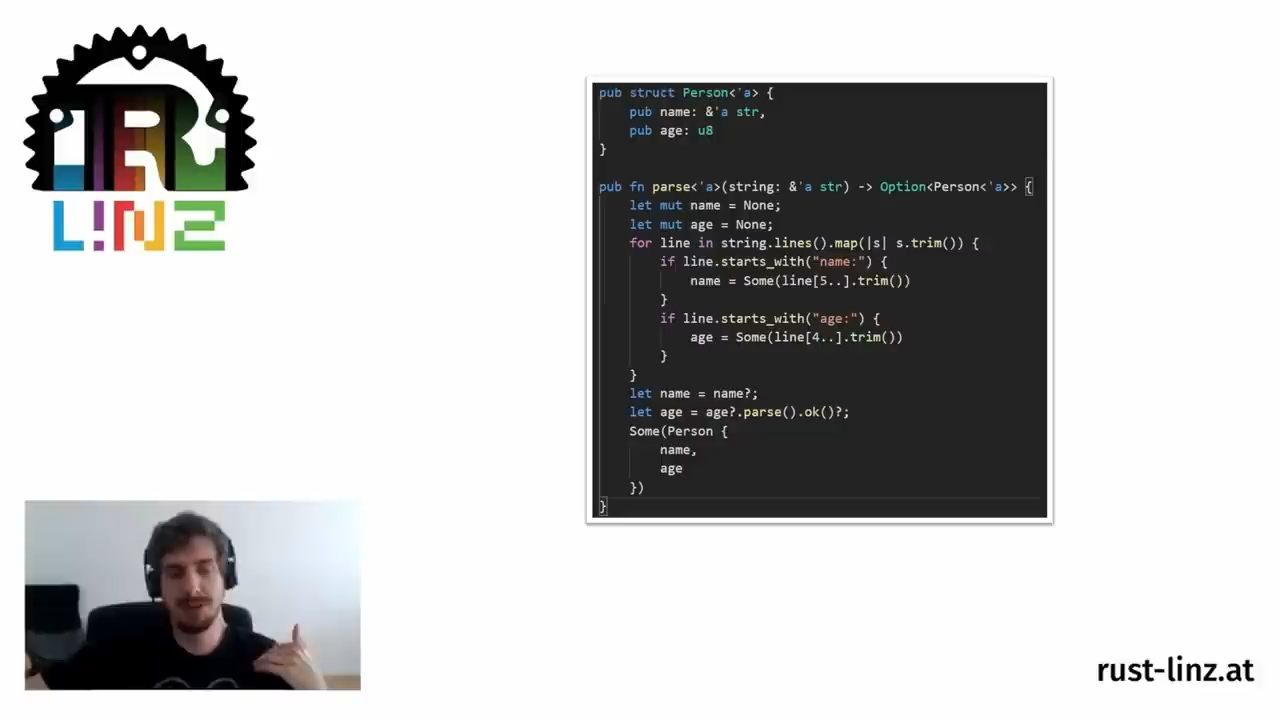 R
L!NZ
pub struct Person<'a> {
    pub name: &'a str,
    pub age: u8
}
pub fn parse<'a>(string: &'a str) -> Option<Person<'a>> {
    let mut name = None;
    let mut age = None;
    for line in string.lines().map(|s| s.trim()) {
        if line.starts_with("name:") {
            name = Some(line[5..].trim())
        }
        if line.starts_with("age:") {
            age = Some(line[4..].trim())
        }
    }
    let name = name?;
    let age = age?.parse().ok()?;
    Some(Person {
        name,
        age
    })
}
rust-linz.at